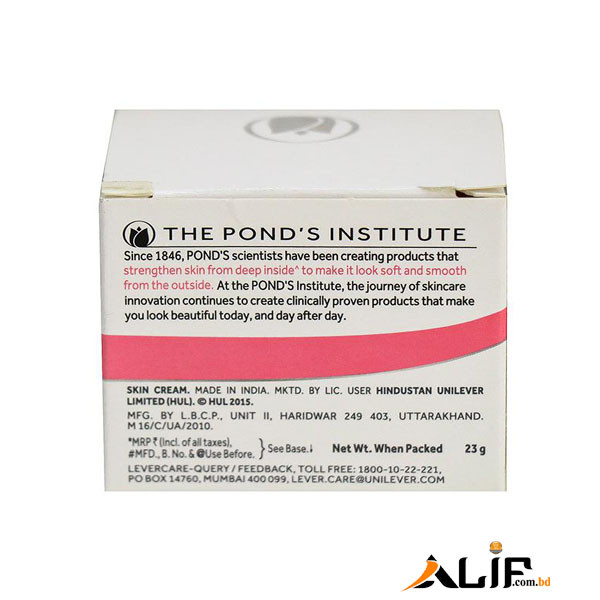 THE POND'S INSTITUTE
Since 1846, POND'S scientists have been creating products that
strengthen skin from deep inside^ to make it look soft and smooth
from the outside. At the POND'S Institute, the journey of skincare
innovation continues to create clinically proven products that make
you look beautiful today, and day after day.
SKIN CREAM. MADE IN INDIA. MKTD. BY LIC. USER HINDUSTAN UNILEVER
LIMITED (HUL). © HUL 2015.
MFG. BY L.B.C.P., UNIT II, HARIDWAR 249 403, UTTARAKHAND.
M 16/C/UA/2010.
*MRP ₹ (Incl. of all taxes),
#MFD., B. No. & @Use Before. } See Base.↓ Net Wt. When Packed 23 g
LEVERCARE-QUERY / FEEDBACK, TOLL FREE: 1800-10-22-221,
PO BOX 14760, MUMBAI 400 099, LEVER.CARE@UNILEVER.COM
ALIF.com.bd